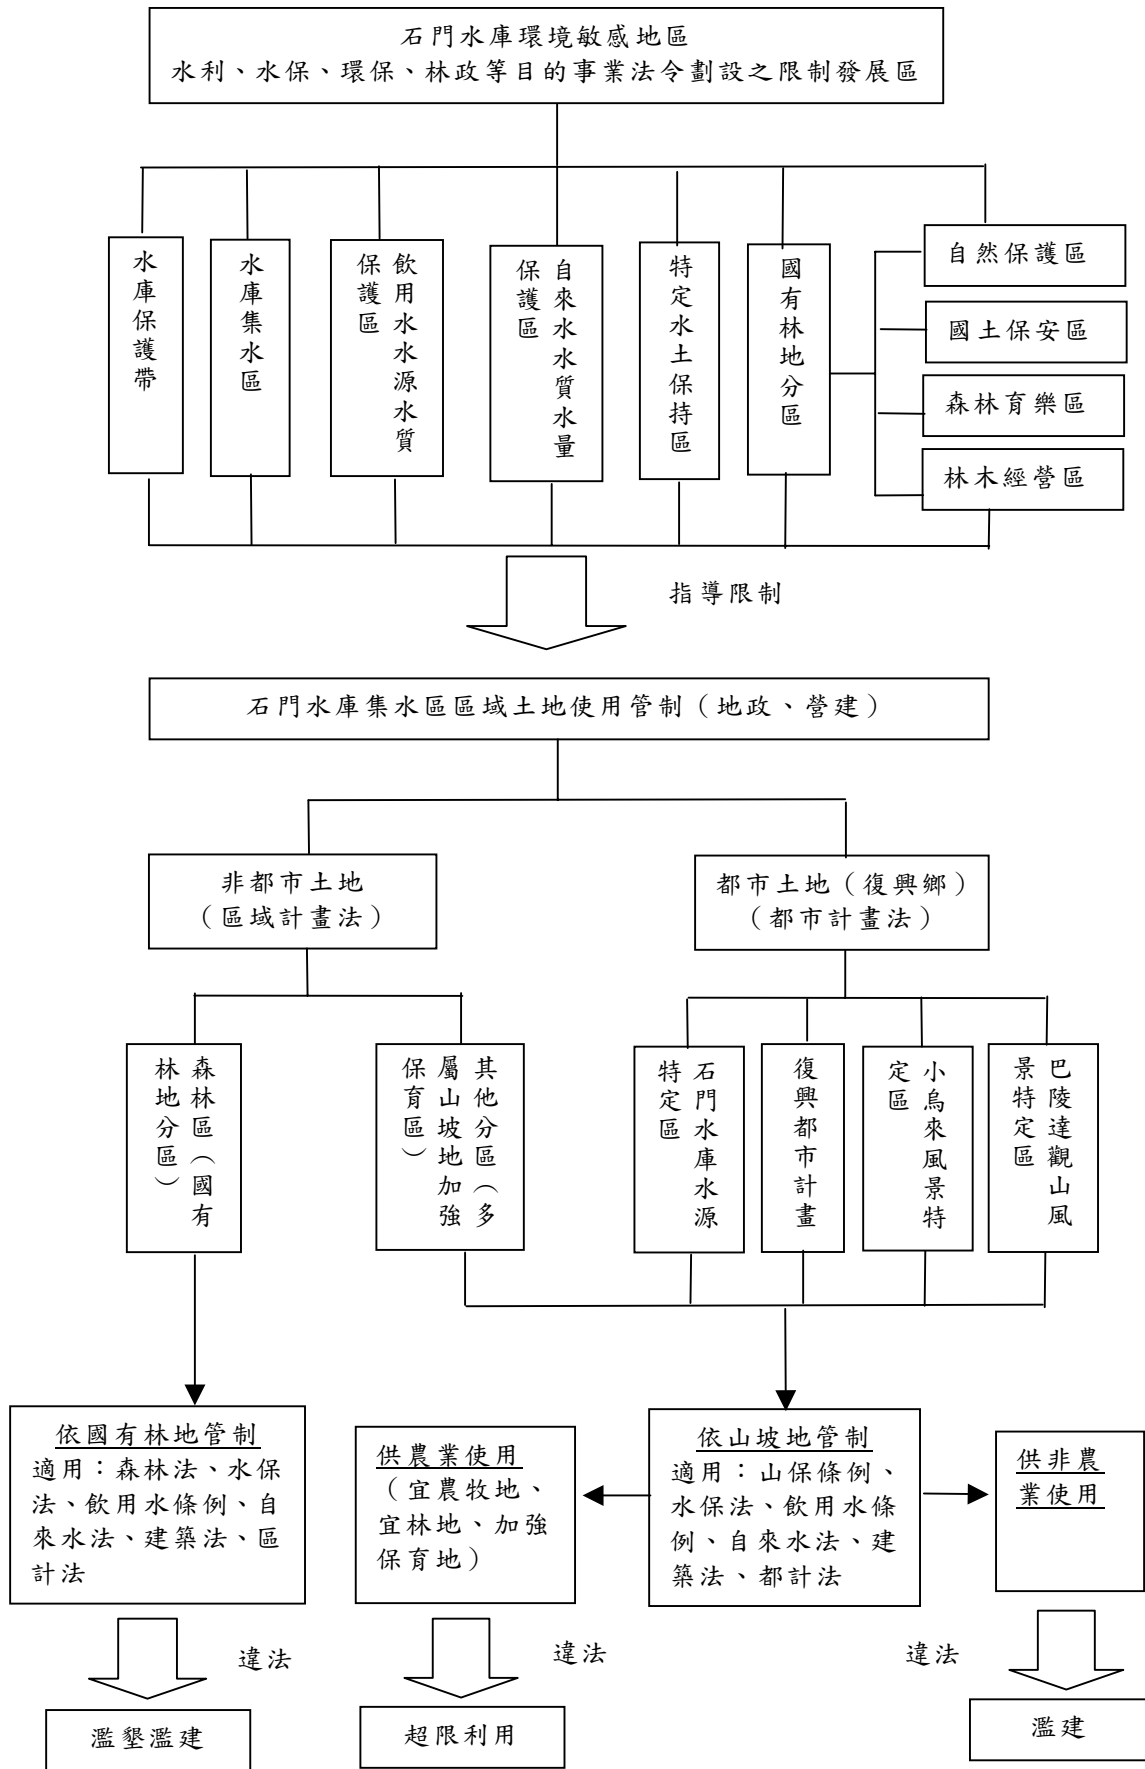 石門水庫環境敏感地區
水利、水保、環保、林政等目的事業法令劃設之限制發展區
水庫保護帶
水庫集水區
飲用水水源水質
保護區
自來水水質水量
保護區
特定水土保持區
國有林地分區
自然保護區
國土保安區
森林育樂區
林木經營區
指導限制
石門水庫集水區區域土地使用管制（地政、營建）
非都市土地
（區域計畫法）
都市土地（復興鄉）
（都市計畫法）
森林區（國有
林地分區）
其他分區（多
屬山坡地加強
保育區）
石門水庫水源
特定區
復興都市計畫
小烏來風景特
定區
巴陵達觀山風
景特定區
依國有林地管制
適用：森林法、水保
法、飲用水條例、自
來水法、建築法、區
計法
供農業使用
（宜農牧地、
宜林地、加強
保育地）
依山坡地管制
適用：山保條例、
水保法、飲用水條
例、自來水法、建
築法、都計法
供非農
業使用
違法
違法
違法
濫墾濫建
超限利用
濫建